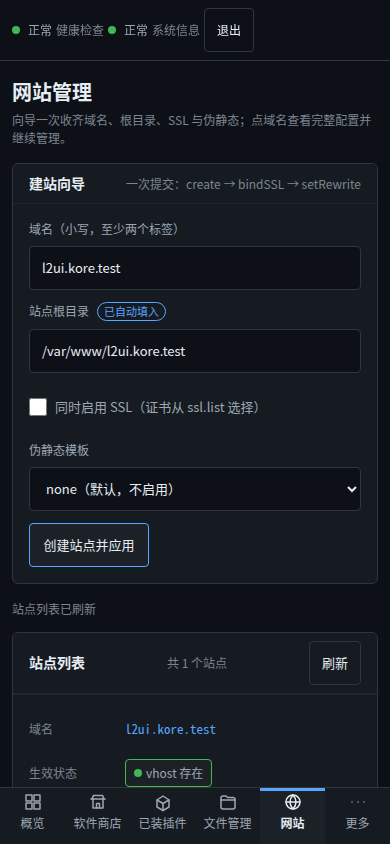 正常 健康检查 正常 系统信息 退出
网站管理
向导一次收齐域名、根目录、SSL 与伪静态；点域名查看完整配置并
继续管理。
建站向导 一次提交：create → bindSSL → setRewrite
域名（小写，至少两个标签）
l2ui.kore.test
站点根目录 已自动填入
/var/www/l2ui.kore.test
同时启用 SSL（证书从 ssl.list 选择）
伪静态模板
none（默认，不启用）
创建站点并应用
站点列表已刷新
站点列表 共 1 个站点 刷新
域名 l2ui.kore.test
生效状态 vhost 存在
概览 软件商店 已装插件 文件管理 网站 更多